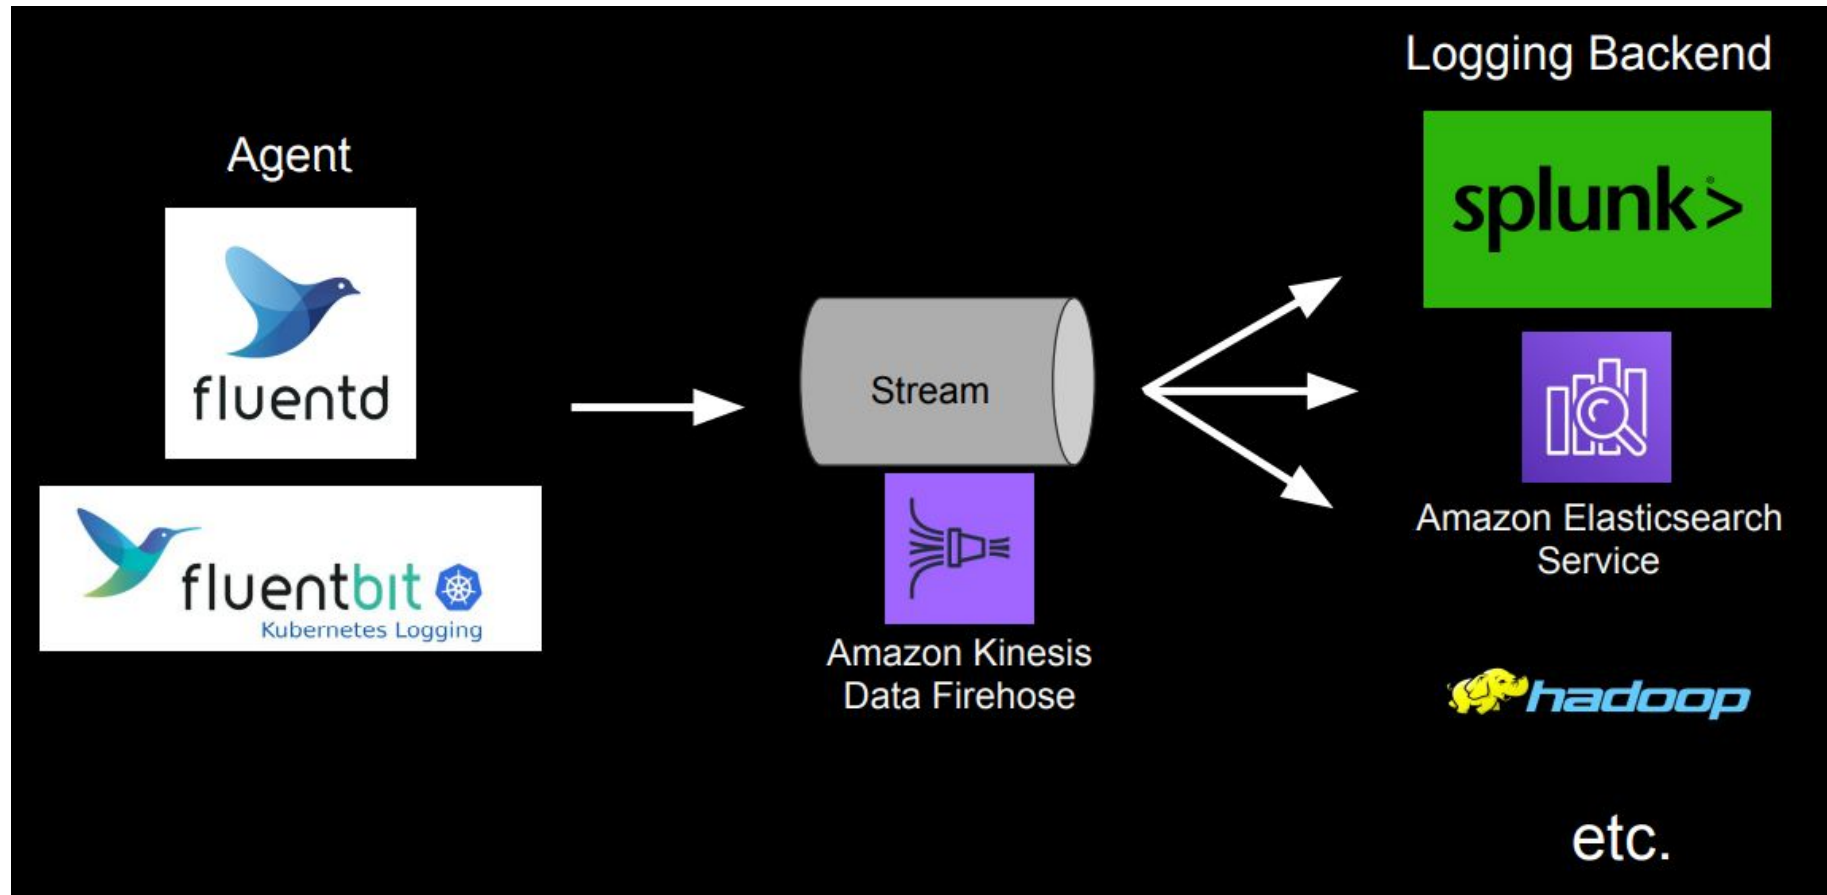 Logging Backend
Agent
splunk>
fluentd
Stream
Amazon Elasticsearch
Service
fluentbit
Kubernetes Logging
Amazon Kinesis
Data Firehose
hadoop
etc.